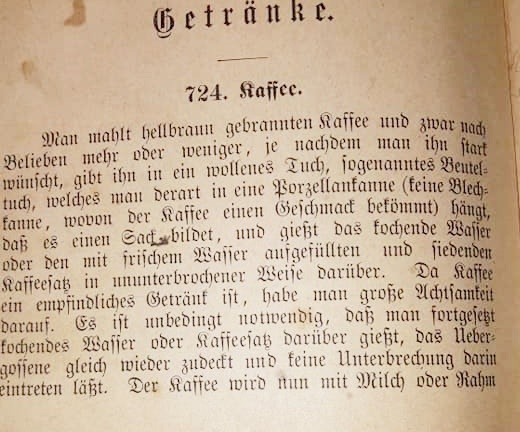 Getränke.
724. Kaffee.
Man mahlt hellbraun gebrannten Kaffee und zwar nach
Belieben mehr oder weniger, je nachdem man ihn stark
wünscht, gibt ihn in ein wollenes Tuch, sogenanntes Beutel-
tuch, welches man derart in eine Porzellankanne (keine Blech-
kanne, wovon der Kaffee einen Geschmack bekömmt) hängt,
daß es einen Sack bildet, und gießt das kochende Wasser
oder den mit frischem Wasser aufgefüllten und siedenden
Kaffeesatz in ununterbrochener Weise darüber. Da Kaffee
ein empfindliches Getränk ist, habe man große Achtsamkeit
darauf. Es ist unbedingt notwendig, daß man fortgesetzt
kochendes Wasser oder Kaffeesatz darüber gießt, das Ueber-
gossene gleich wieder zudeckt und keine Unterbrechung darin
eintreten läßt. Der Kaffee wird nun mit Milch oder Rahm